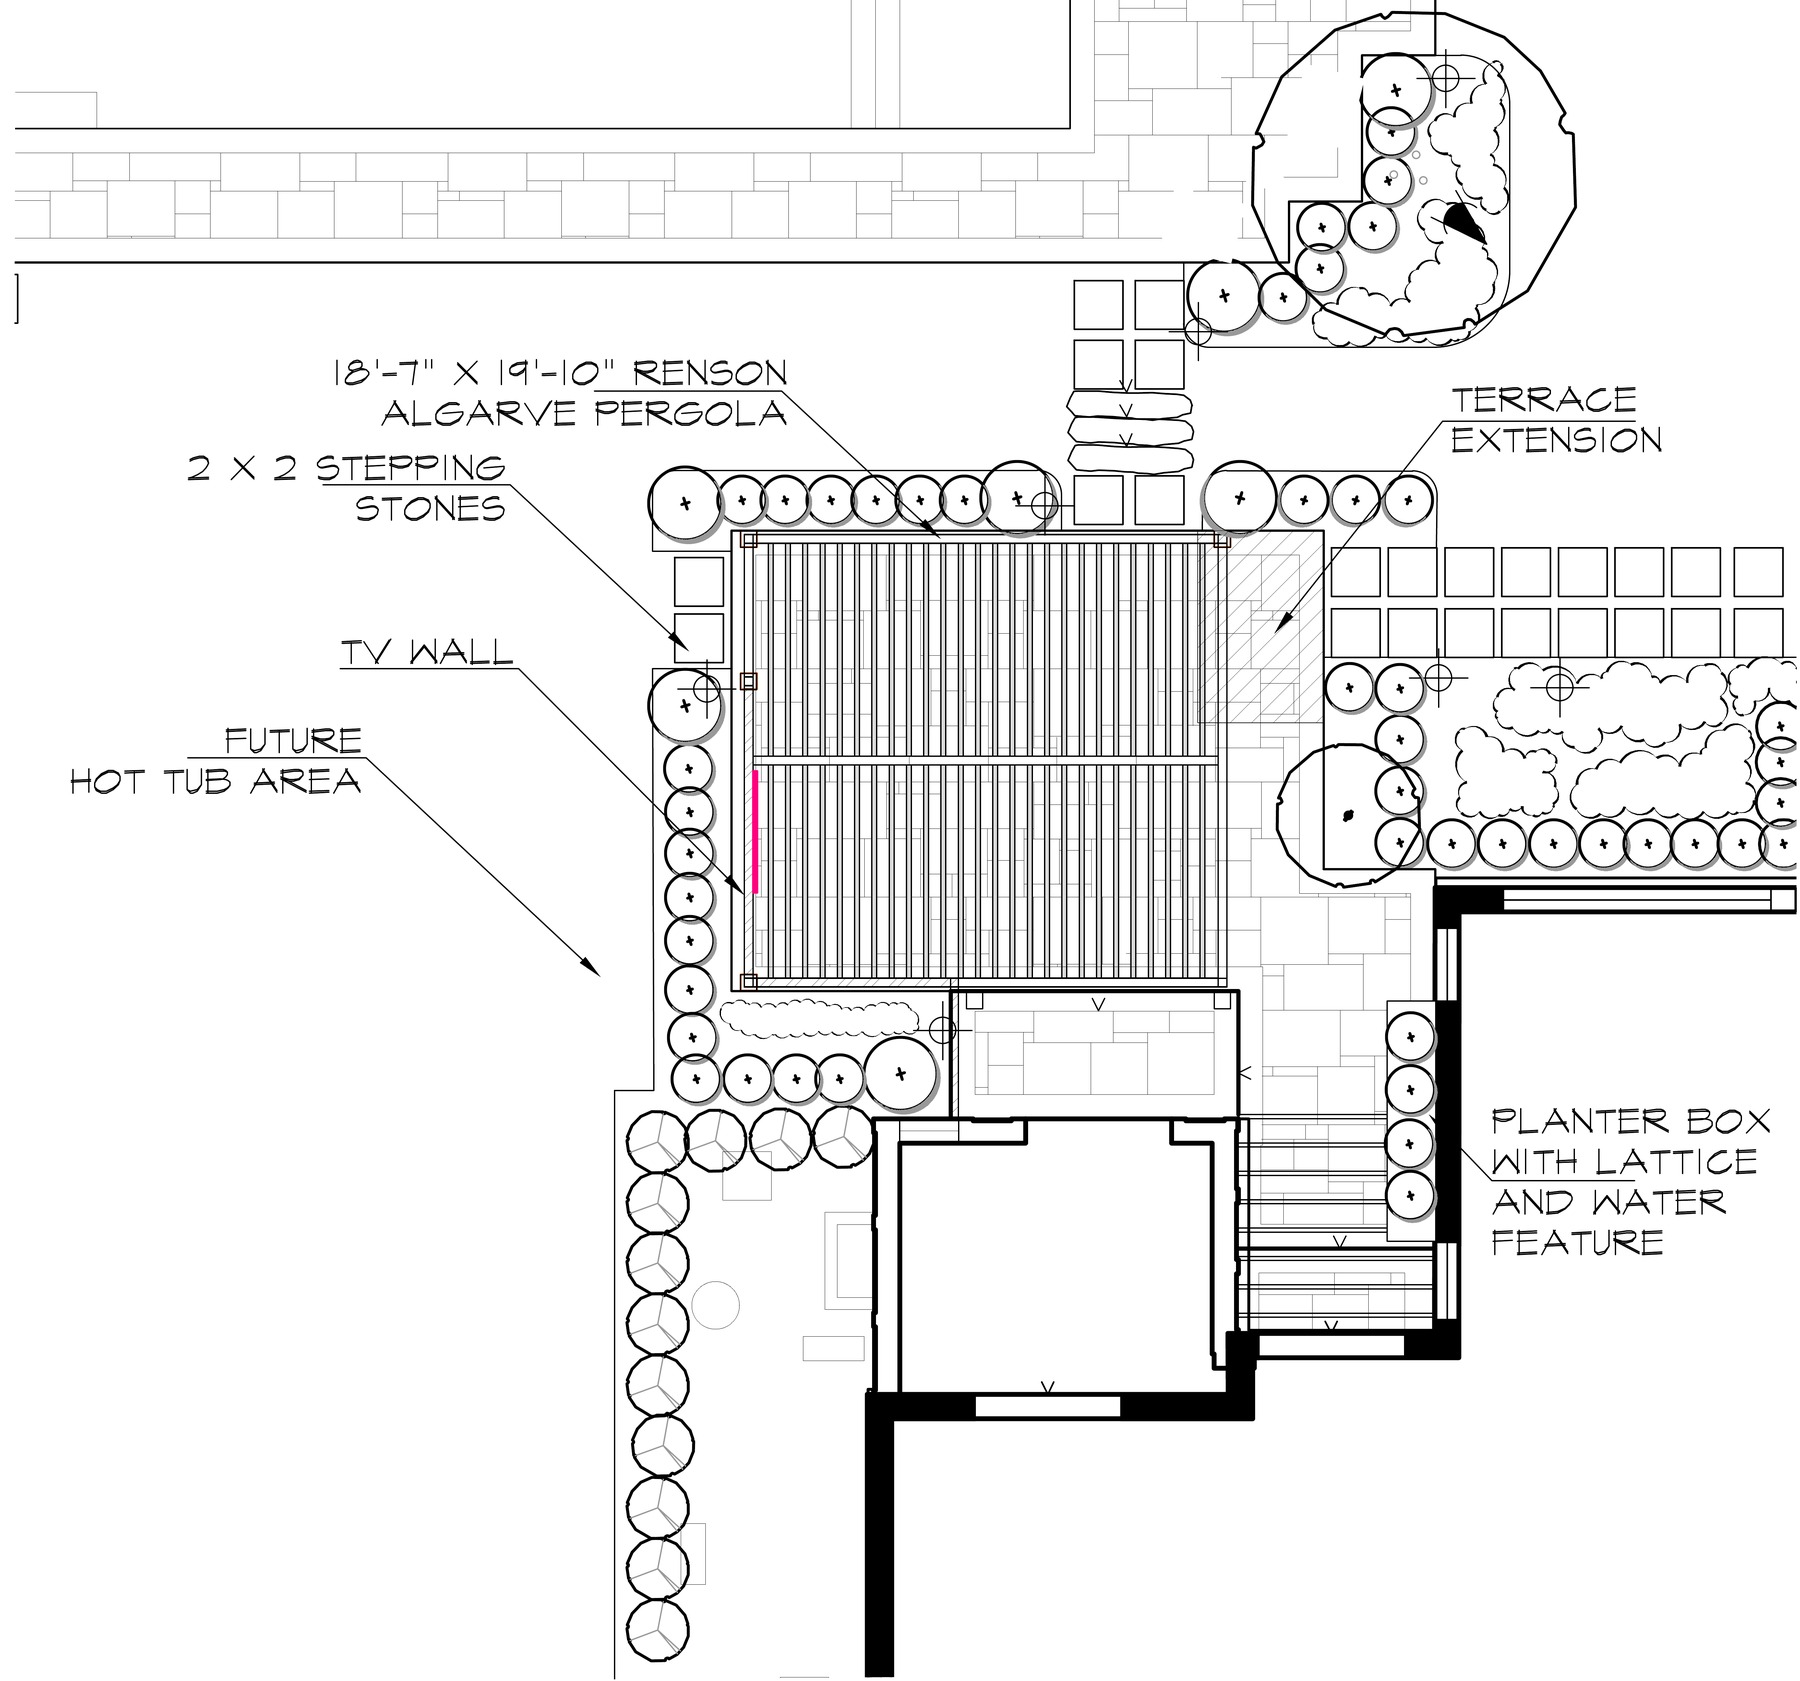 18'-7" X 19'-10" RENSON
ALGARVE PERGOLA
2 X 2 STEPPING
STONES
TV WALL
FUTURE
HOT TUB AREA
TERRACE
EXTENSION
PLANTER BOX
WITH LATTICE
AND WATER
FEATURE